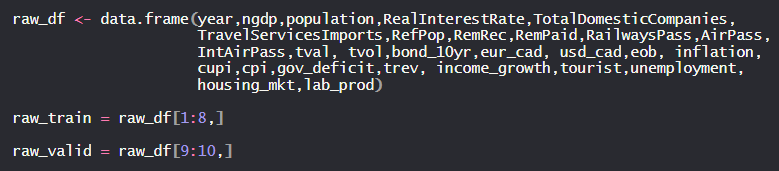 raw_df <- data.frame(year,ngdp,population,RealInterestRate,TotalDomesticCompanies,
TravelServicesImports,RefPop,RemRec,RemPaid,RailwaysPass,AirPass,
IntAirPass,tval, tvol,bond_10yr,eur_cad, usd_cad,eob, inflation,
cupi,cpi,gov_deficit,trev, income_growth,tourist,unemployment,
housing_mkt,lab_prod)
raw_train = raw_df[1:8,]
raw_valid = raw_df[9:10,]